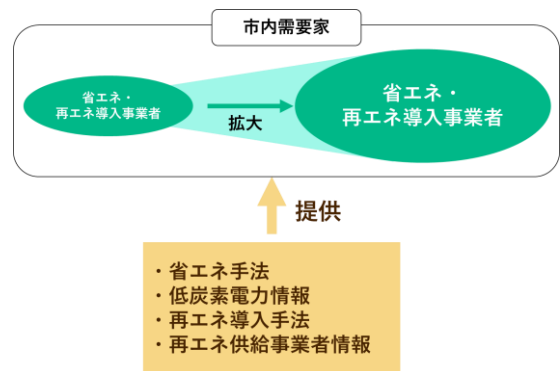 市内需要家
省エネ・
再エネ導入事業者
拡大
省エネ・
再エネ導入事業者
提供
・省エネ手法
・低炭素電力情報
・再エネ導入手法
・再エネ供給事業者情報